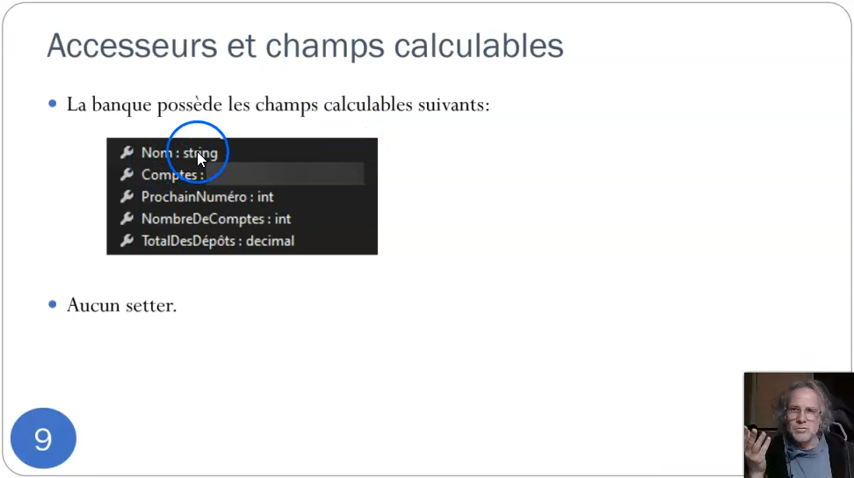 Accesseurs et champs calculables
La banque possède les champs calculables suivants:
Nom : string
Comptes :
ProchainNuméro : int
NombreDeComptes : int
TotalDesDépôts : decimal
Aucun setter.
9